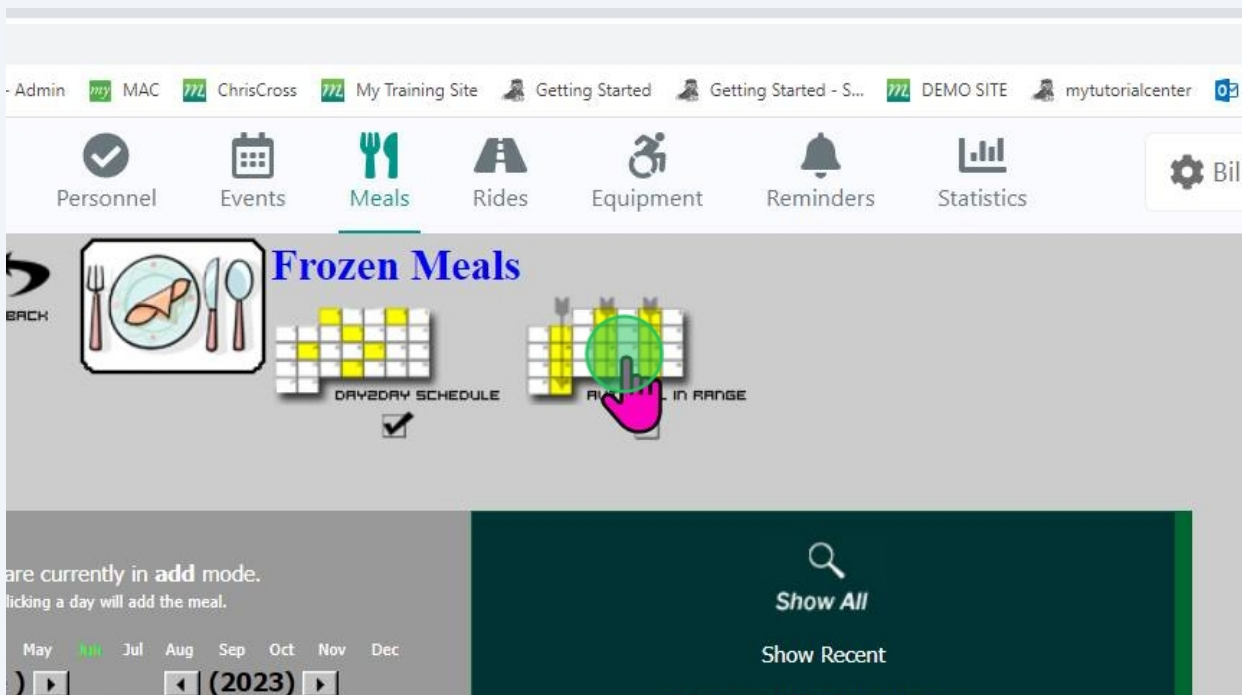 - Admin my MAC ChrisCross My Training Site Getting Started Getting Started - S... DEMO SITE mytutorialcenter
Personnel Events Meals Rides Equipment Reminders Statistics Bil
BACK
Frozen Meals
DAY2DAY SCHEDULE IN RANGE
are currently in add mode.
licking a day will add the meal.
Show All
May Jun Jul Aug Sep Oct Nov Dec
Show Recent
) (2023)